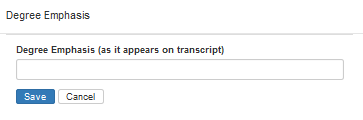 Degree Emphasis
Degree Emphasis (as it appears on transcript)
Save Cancel